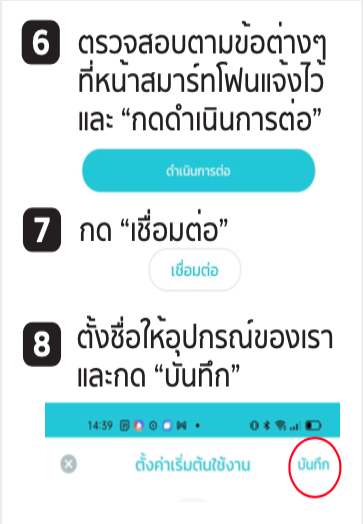 6 ตรวจสอบตามข้อต่างๆ
ที่หน้าสมาร์ทโฟนแจ้งไว้
และ “กดดำเนินการต่อ”
ดำเนินการต่อ
7 กด “เชื่อมต่อ”
เชื่อมต่อ
8 ตั้งชื่อให้อุปกรณ์ของเรา
และกด “บันทึก”
14:39
ตั้งค่าเริ่มต้นใช้งาน บันทึก